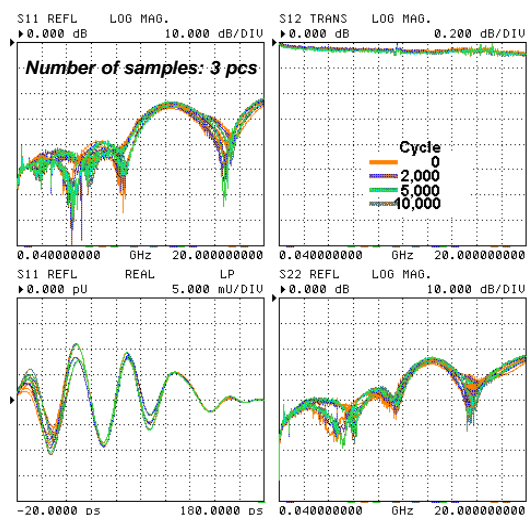 S11 REFL LOG MAG.
▶0.000 dB 10.000 dB/DIV
Number of samples: 3 pcs
0.040000000 GHz 20.000000000
S12 TRANS LOG MAG.
▶0.000 dB 0.200 dB/DIV
Cycle
0
2,000
5,000
10,000
0.040000000 GHz 20.000000000
S11 REFL REAL LP
▶0.000 pU 5.000 mU/DIV
-20.0000 ps 180.0000 ps
S22 REFL LOG MAG.
▶0.000 dB 10.000 dB/DIV
0.040000000 GHz 20.000000000